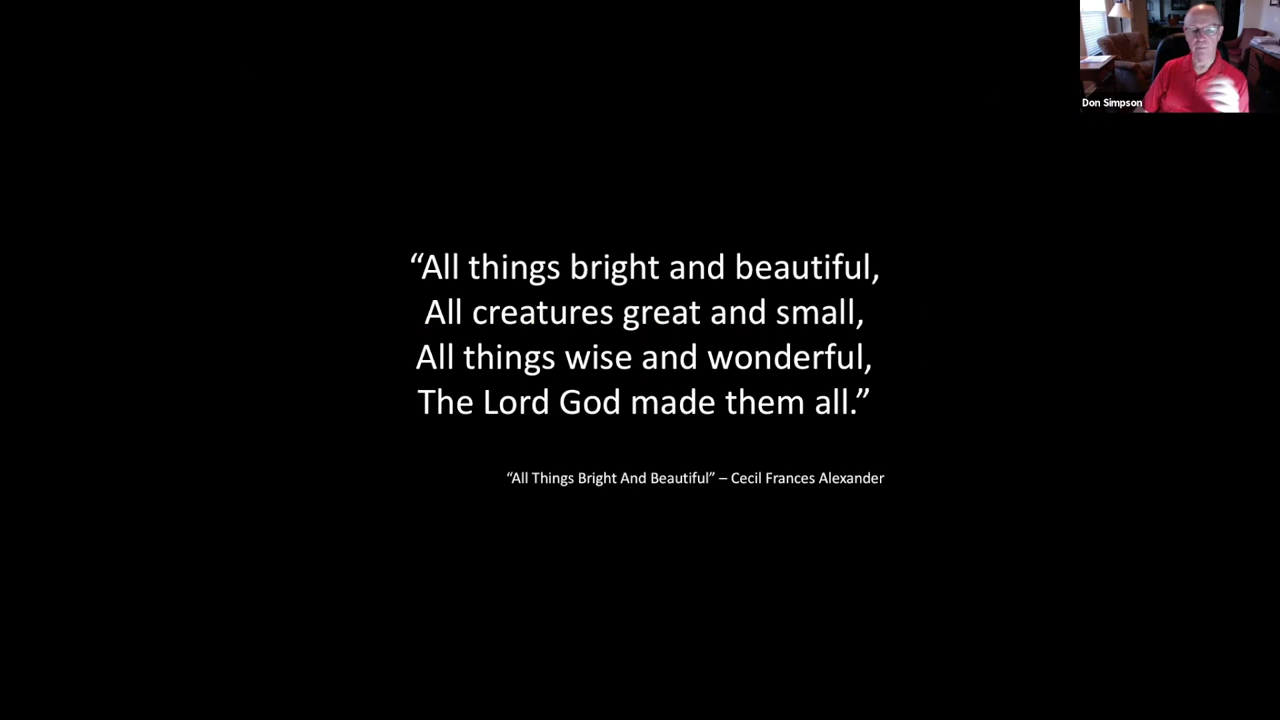 Don Simpson
“All things bright and beautiful,
All creatures great and small,
All things wise and wonderful,
The Lord God made them all.”
“All Things Bright And Beautiful” – Cecil Frances Alexander